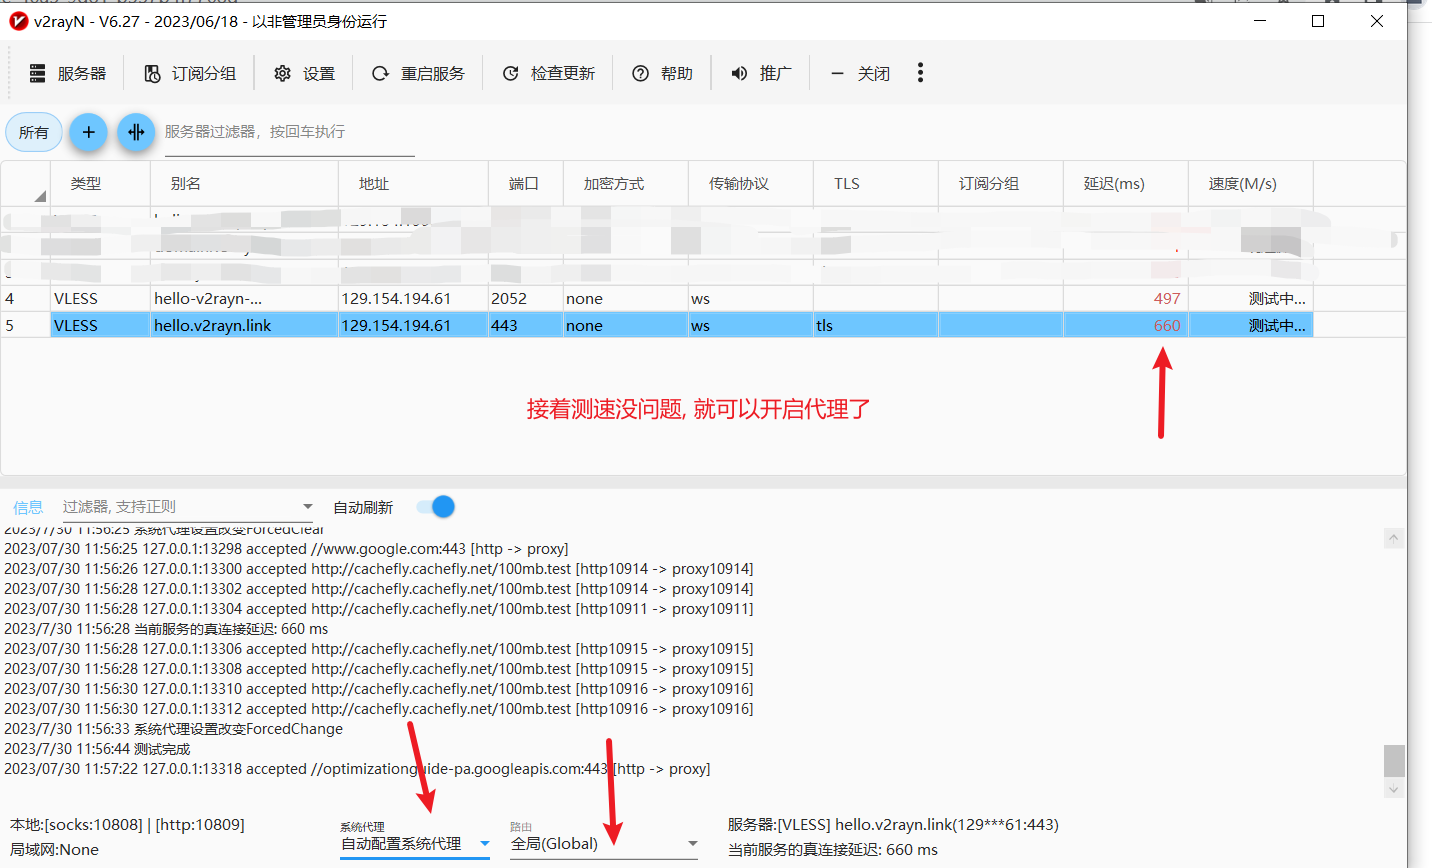 v2rayN - V6.27 - 2023/06/18 - 以非管理员身份运行
服务器 订阅分组 设置 重启服务 检查更新 帮助 推广 关闭
所有 服务器过滤器，按回车执行
类型 别名 地址 端口 加密方式 传输协议 TLS 订阅分组 延迟(ms) 速度(M/s)
4 VLESS hello-v2rayn-... 129.154.194.61 2052 none ws 497 测试中...
5 VLESS hello.v2rayn.link 129.154.194.61 443 none ws tls 660 测试中...
接着测速没问题, 就可以开启代理了
信息 过滤器, 支持正则 自动刷新
2023/7/30 11:56:25 系统代理设置改变ForcedClear
2023/07/30 11:56:25 127.0.0.1:13298 accepted //www.google.com:443 [http -> proxy]
2023/07/30 11:56:26 127.0.0.1:13300 accepted http://cachefly.cachefly.net/100mb.test [http10914 -> proxy10914]
2023/07/30 11:56:28 127.0.0.1:13302 accepted http://cachefly.cachefly.net/100mb.test [http10914 -> proxy10914]
2023/07/30 11:56:28 127.0.0.1:13304 accepted http://cachefly.cachefly.net/100mb.test [http10911 -> proxy10911]
2023/7/30 11:56:28 当前服务的真连接延迟: 660 ms
2023/07/30 11:56:28 127.0.0.1:13306 accepted http://cachefly.cachefly.net/100mb.test [http10915 -> proxy10915]
2023/07/30 11:56:28 127.0.0.1:13308 accepted http://cachefly.cachefly.net/100mb.test [http10915 -> proxy10915]
2023/07/30 11:56:30 127.0.0.1:13310 accepted http://cachefly.cachefly.net/100mb.test [http10916 -> proxy10916]
2023/07/30 11:56:30 127.0.0.1:13312 accepted http://cachefly.cachefly.net/100mb.test [http10916 -> proxy10916]
2023/7/30 11:56:33 系统代理设置改变ForcedChange
2023/7/30 11:56:44 测试完成
2023/07/30 11:57:22 127.0.0.1:13318 accepted //optimizationguide-pa.googleapis.com:443 [http -> proxy]
本地:[socks:10808] | [http:10809]
局域网:None
系统代理
自动配置系统代理
路由
全局(Global)
服务器:[VLESS] hello.v2rayn.link(129***61:443)
当前服务的真连接延迟: 660 ms